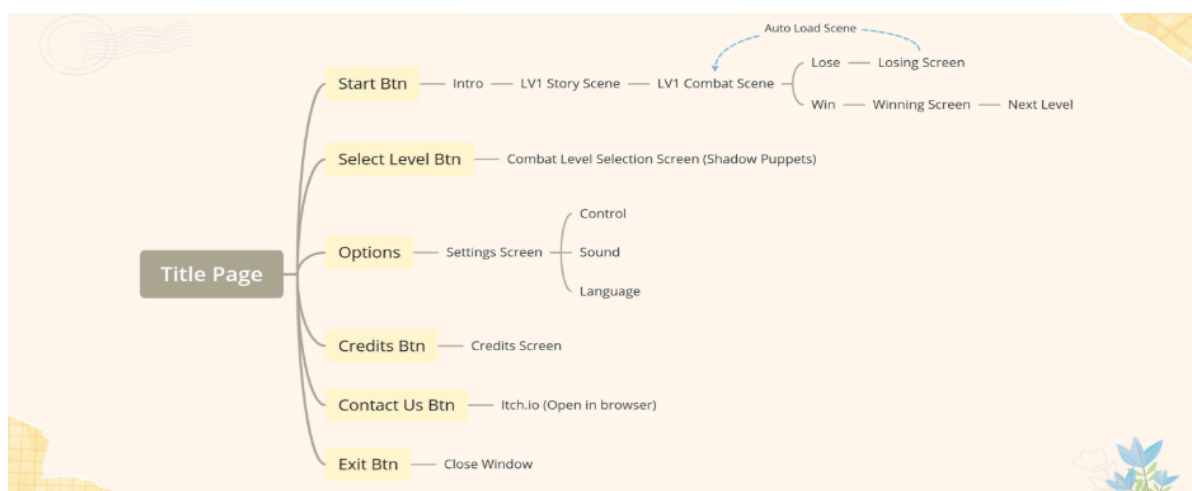 Auto Load Scene
Start Btn
Intro
LV1 Story Scene
LV1 Combat Scene
Lose
Losing Screen
Win
Winning Screen
Next Level
Select Level Btn
Combat Level Selection Screen (Shadow Puppets)
Title Page
Options
Settings Screen
Control
Sound
Language
Credits Btn
Credits Screen
Contact Us Btn
Itch.io (Open in browser)
Exit Btn
Close Window